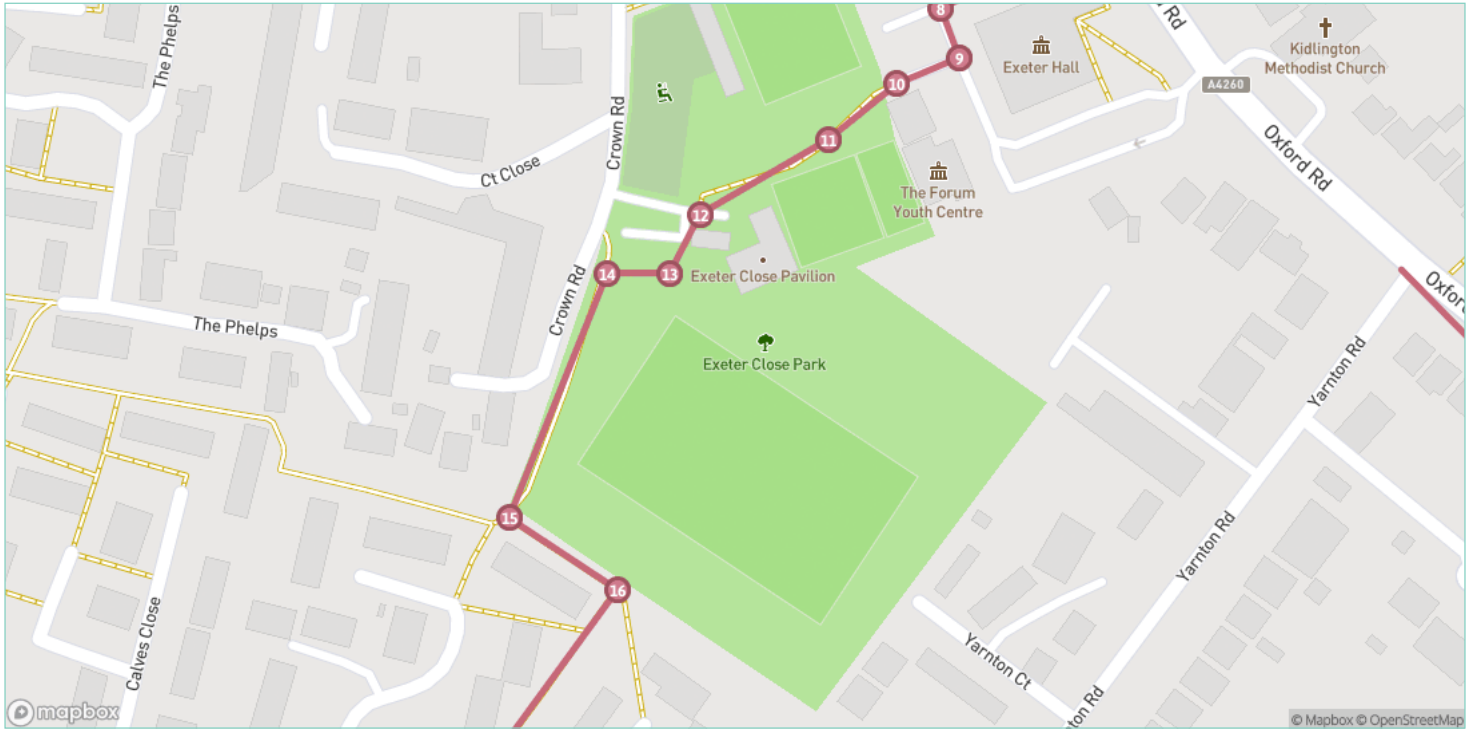 The Phelps
8
9
Exeter Hall
Rd
Kidlington
Methodist Church
A4260
10
Crown Rd
11
Oxford Rd
Ct Close
The Forum
Youth Centre
12
13
14
Exeter Close Pavilion
Crown Rd
Oxford
The Phelps
Exeter Close Park
Yarnton Rd
15
Yarnton Rd
16
Calves Close
Yarnton Ct
nton Rd
mapbox
© Mapbox © OpenStreetMap